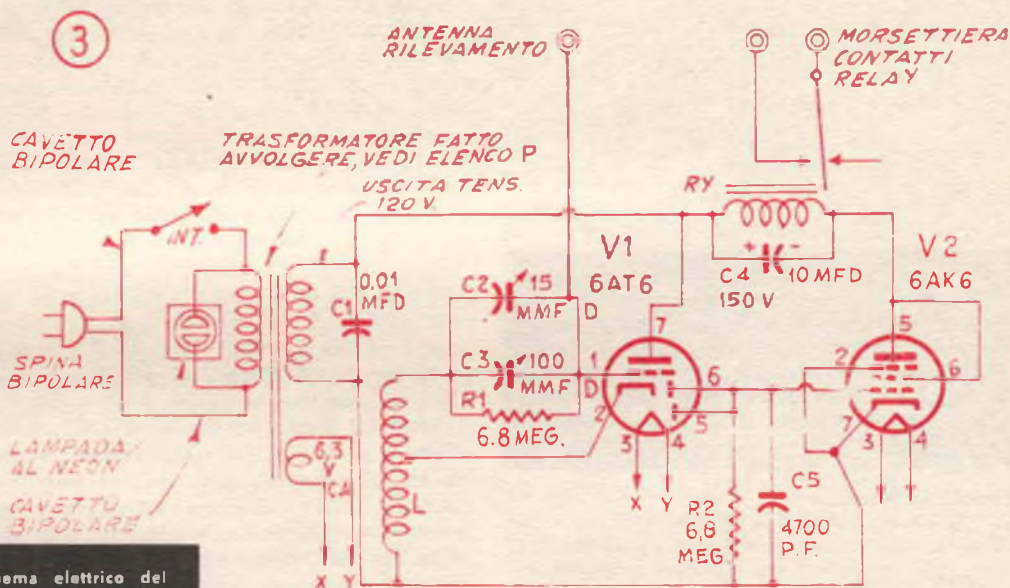 3
ANTENNA
RILEVAMENTO
MORSETTIERA
CONTATTI
RELAY
CAVETTO
BIPOLARE
TRASFORMATORE FATTO
AVVOLGERE, VEDI ELENCO P
USCITA TENS.
120 V.
INT.
SPINA
BIPOLARE
LAMPADA
AL NEON
CAVETTO
BIPOLARE
6,3
V
CA
X Y
C1
0.01
MFD
C2 15
MMF D
C3 100
MMF D
R1
6.8 MEG.
L
RY
+ -
C4 10 MFD
150 V
V1
6AT6
7
1
2
3 4
5
6
X Y
R2
6,8
MEG
C5
4700
P.F.
V2
6AK6
5
2
6
7
3 4
ema elettrico del